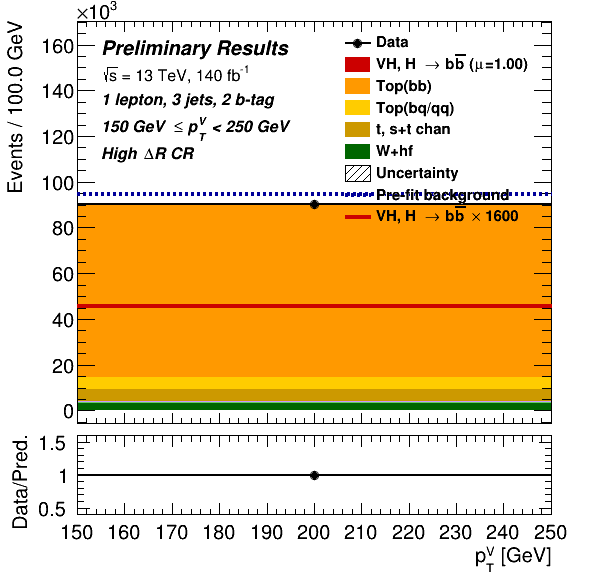 ×10³
Events / 100.0 GeV
160
140
120
100
80
60
40
20
0
Preliminary Results
√s = 13 TeV, 140 fb⁻¹
1 lepton, 3 jets, 2 b-tag
150 GeV ≤ p_T^V < 250 GeV
High ΔR CR
Data
VH, H → bb̅ (μ=1.00)
Top(bb)
Top(bq/qq)
t, s+t chan
W+hf
Uncertainty
Pre-fit background
VH, H → bb̅ × 1600
Data/Pred.
1.5
1
0.5
150 160 170 180 190 200 210 220 230 240 250
p_T^V [GeV]